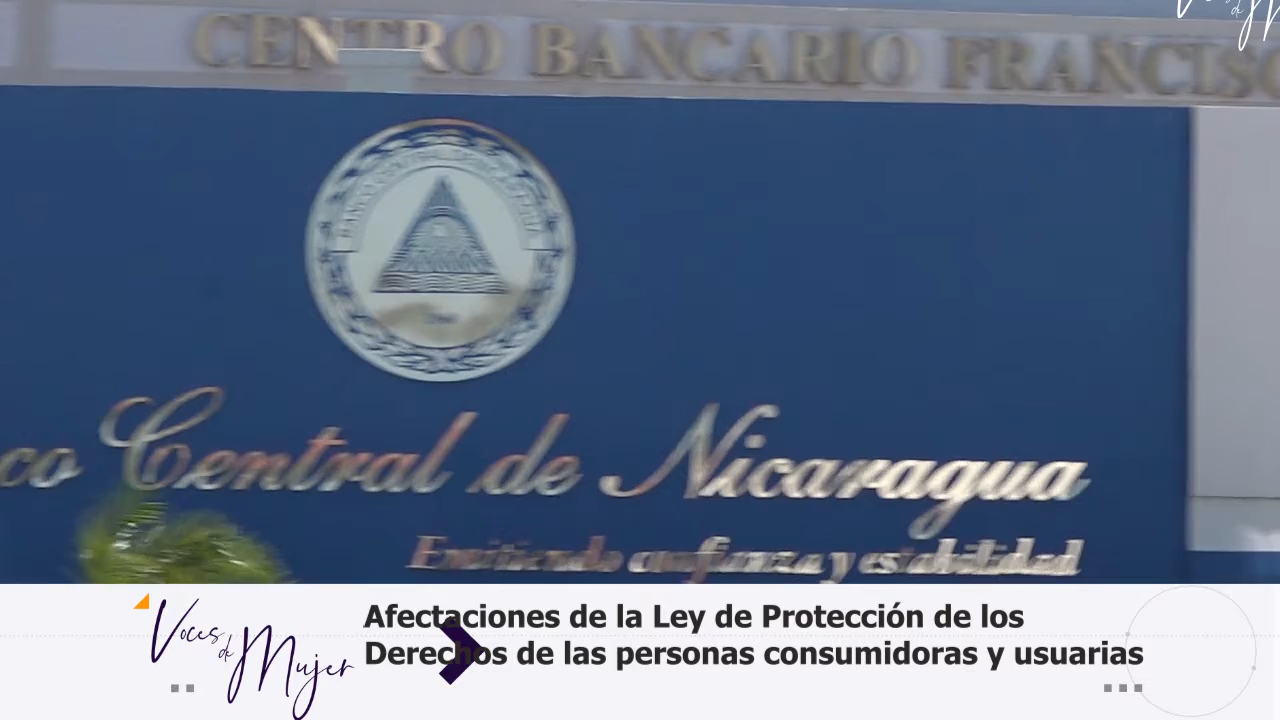 CENTRO BANCARIO FRANCISC
co Central de Nicaragua
Emitiendo confianza y estabilidad
Voces de Mujer
Afectaciones de la Ley de Protección de los
Derechos de las personas consumidoras y usuarias